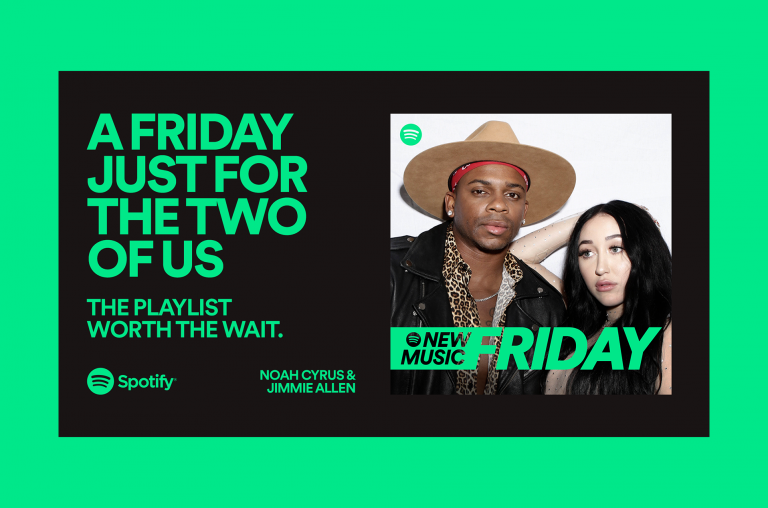 A FRIDAY
JUST FOR
THE TWO
OF US
THE PLAYLIST
WORTH THE WAIT.
Spotify®
NOAH CYRUS &
JIMMIE ALLEN
NEW
MUSIC
FRIDAY